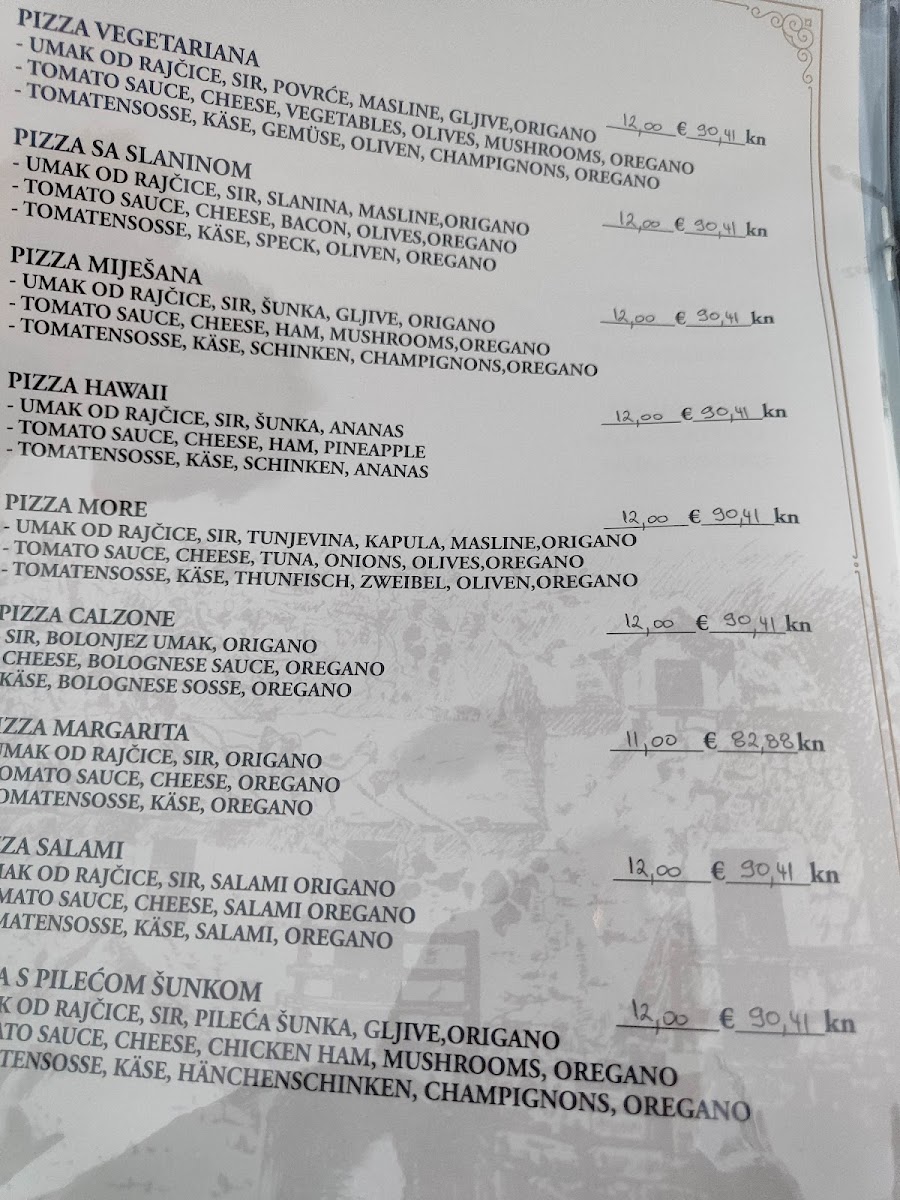 PIZZA VEGETARIANA
- UMAK OD RAJČICE, SIR, POVRĆE, MASLINE, GLJIVE,ORIGANO 12,00 € 90,41 kn
- TOMATO SAUCE, CHEESE, VEGETABLES, OLIVES, MUSHROOMS, OREGANO
- TOMATENSOSSE, KÄSE, GEMÜSE, OLIVEN, CHAMPIGNONS, OREGANO
PIZZA SA SLANINOM
- UMAK OD RAJČICE, SIR, SLANINA, MASLINE,ORIGANO 12,00 € 90,41 kn
- TOMATO SAUCE, CHEESE, BACON, OLIVES,OREGANO
- TOMATENSOSSE, KÄSE, SPECK, OLIVEN, OREGANO
PIZZA MIJEŠANA
- UMAK OD RAJČICE, SIR, ŠUNKA, GLJIVE, ORIGANO 12,00 € 90,41 kn
- TOMATO SAUCE, CHEESE, HAM, MUSHROOMS,OREGANO
- TOMATENSOSSE, KÄSE, SCHINKEN, CHAMPIGNONS,OREGANO
PIZZA HAWAII
- UMAK OD RAJČICE, SIR, ŠUNKA, ANANAS 12,00 € 90,41 kn
- TOMATO SAUCE, CHEESE, HAM, PINEAPPLE
- TOMATENSOSSE, KÄSE, SCHINKEN, ANANAS
PIZZA MORE 12,00 € 90,41 kn
- UMAK OD RAJČICE, SIR, TUNJEVINA, KAPULA, MASLINE,ORIGANO
- TOMATO SAUCE, CHEESE, TUNA, ONIONS, OLIVES,OREGANO
- TOMATENSOSSE, KÄSE, THUNFISCH, ZWEIBEL, OLIVEN,OREGANO
PIZZA CALZONE 12,00 € 90,41 kn
SIR, BOLONJEZ UMAK, ORIGANO
CHEESE, BOLOGNESE SAUCE, OREGANO
KÄSE, BOLOGNESE SOSSE, OREGANO
IZZA MARGARITA 11,00 € 82,88 kn
UMAK OD RAJČICE, SIR, ORIGANO
OMATO SAUCE, CHEESE, OREGANO
OMATENSOSSE, KÄSE, OREGANO
ZZA SALAMI 12,00 € 90,41 kn
MAK OD RAJČICE, SIR, SALAMI ORIGANO
MATO SAUCE, CHEESE, SALAMI OREGANO
MATENSOSSE, KÄSE, SALAMI, OREGANO
A S PILEĆOM ŠUNKOM 12,00 € 90,41 kn
K OD RAJČICE, SIR, PILEĆA ŠUNKA, GLJIVE,ORIGANO
ATO SAUCE, CHEESE, CHICKEN HAM, MUSHROOMS, OREGANO
TENSOSSE, KÄSE, HÄNCHENSCHINKEN, CHAMPIGNONS, OREGANO